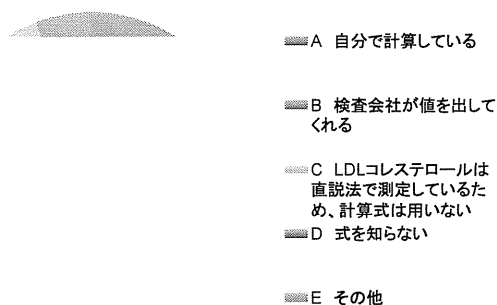 A 自分で計算している
B 検査会社が値を出して
くれる
C LDLコレステロールは
直説法で測定しているた
め、計算式は用いない
D 式を知らない
E その他